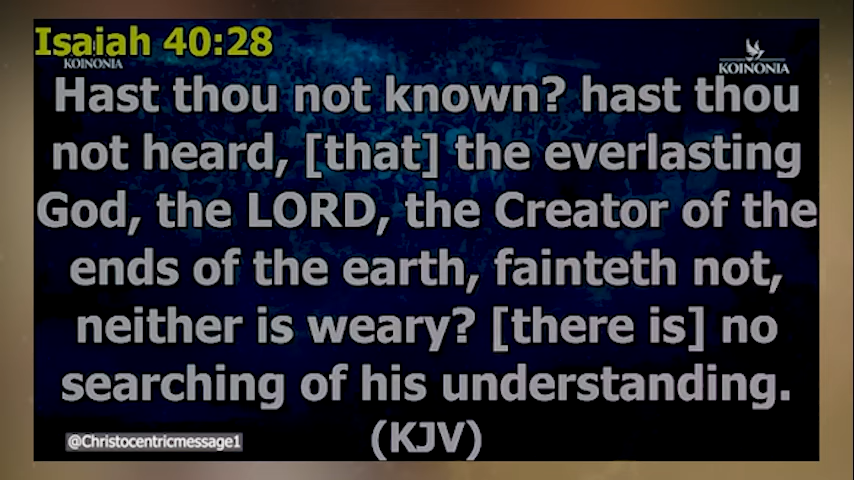 Isaiah 40:28
KOINONIA
KOINONIA
Hast thou not known? hast thou
not heard, [that] the everlasting
God, the LORD, the Creator of the
ends of the earth, fainteth not,
neither is weary? [there is] no
searching of his understanding.
(KJV)
@Christocentricmessage1